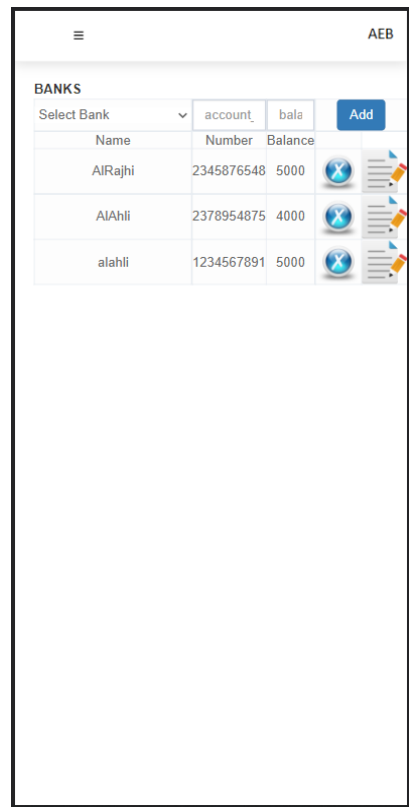 ≡ AEB
BANKS
Select Bank account_ bala Add
Name Number Balance
AlRajhi 2345876548 5000 X
AlAhli 2378954875 4000 X
alahli 1234567891 5000 X